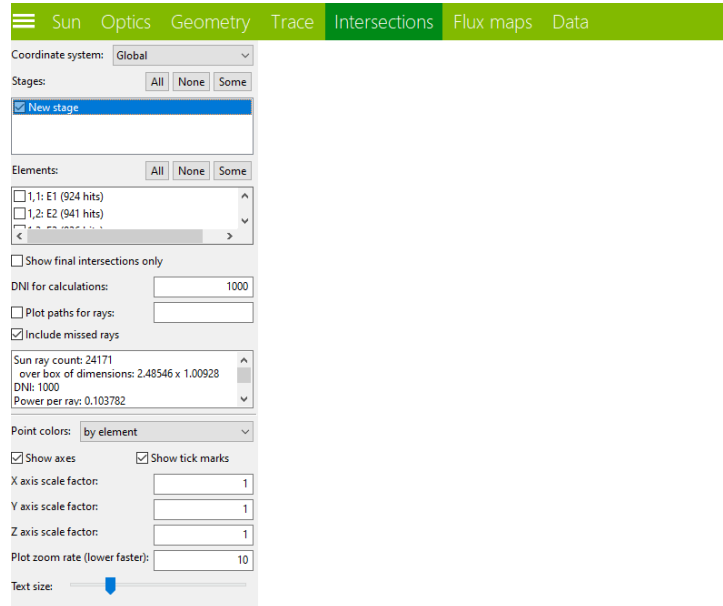 Sun Optics Geometry Trace Intersections Flux maps Data
Coordinate system: Global
Stages: All None Some
New stage
Elements: All None Some
1,1: E1 (924 hits)
1,2: E2 (941 hits)
Show final intersections only
DNI for calculations: 1000
Plot paths for rays:
Include missed rays
Sun ray count: 24171
over box of dimensions: 2.48546 x 1.00928
DNI: 1000
Power per ray: 0.103782
Point colors: by element
Show axes Show tick marks
X axis scale factor: 1
Y axis scale factor: 1
Z axis scale factor: 1
Plot zoom rate (lower faster): 10
Text size: